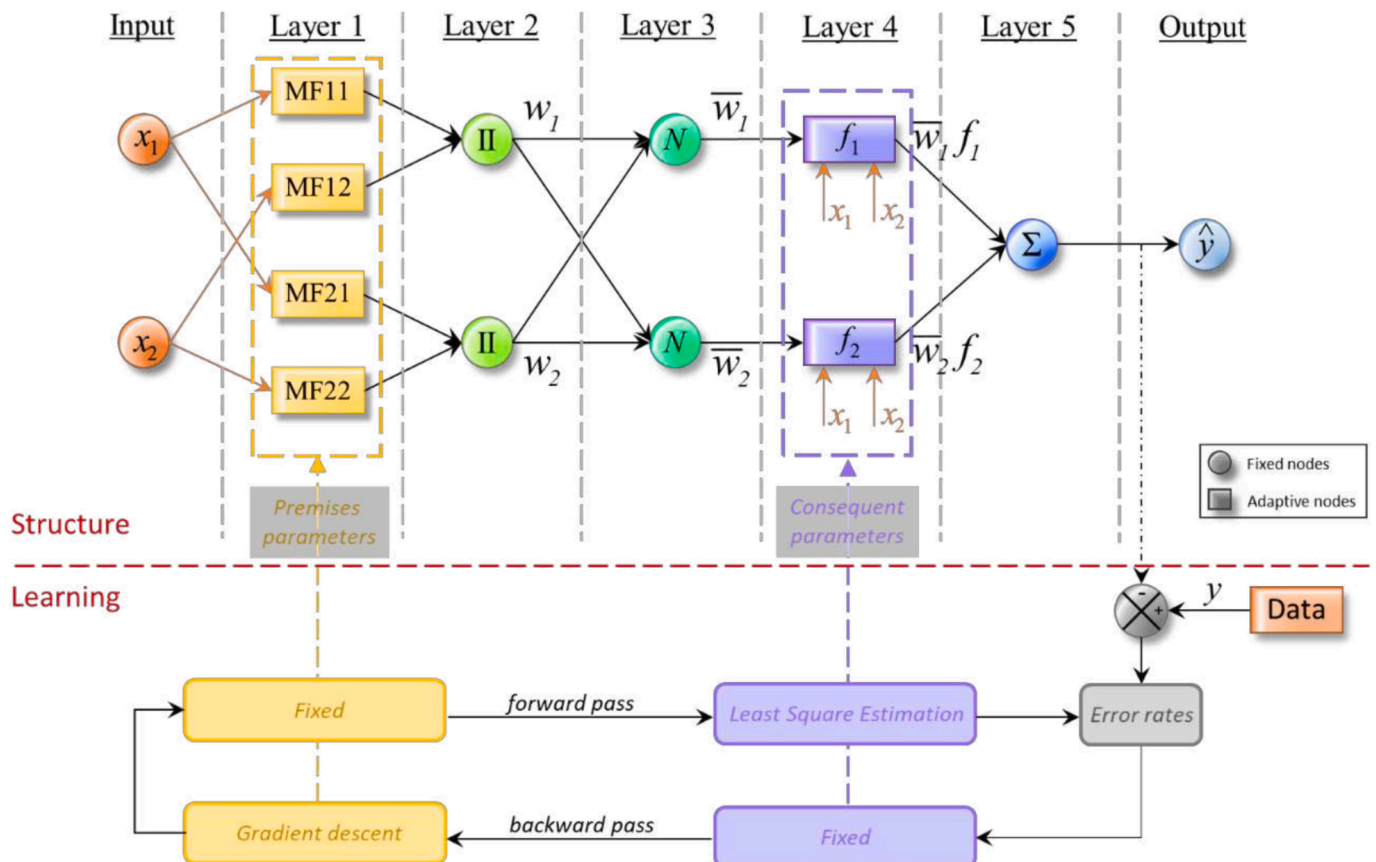 Input
Layer 1
Layer 2
Layer 3
Layer 4
Layer 5
Output
MF11
x₁
II
w₁
N
w̅₁
f₁
w̅₁f₁
MF12
x₁ x₂
Σ
ŷ
MF21
x₂
II
w₂
N
w̅₂
f₂
w̅₂f₂
MF22
x₁ x₂
Fixed nodes
Adaptive nodes
Premises
parameters
Consequent
parameters
Structure
Learning
-
+
y
Data
Fixed
forward pass
Least Square Estimation
Error rates
Gradient descent
backward pass
Fixed